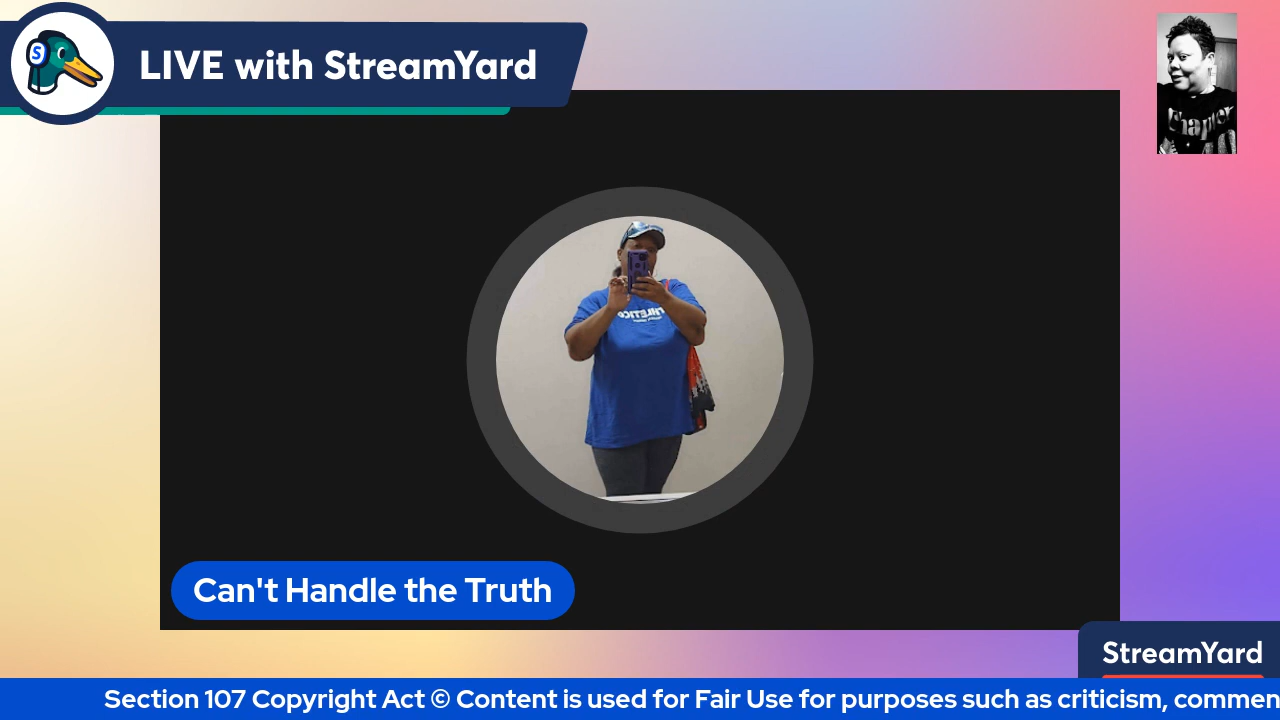 S
LIVE with StreamYard
Chapter
Can't Handle the Truth
StreamYard
Section 107 Copyright Act © Content is used for Fair Use for purposes such as criticism, commen